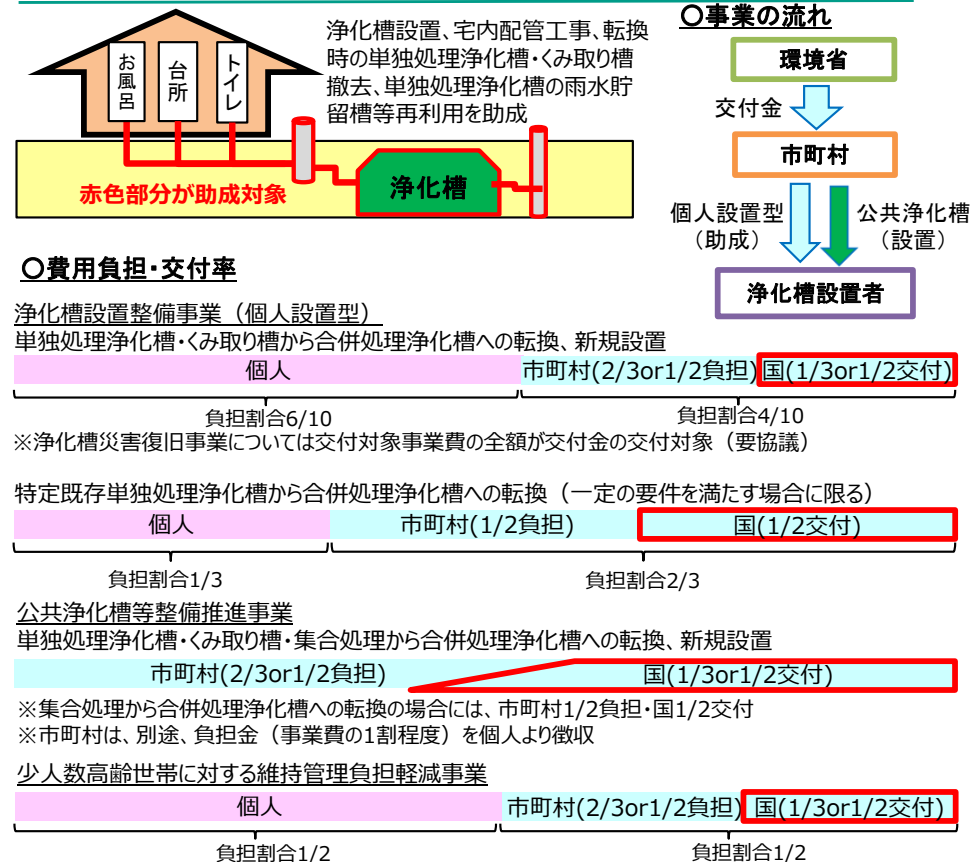 お風呂
台所
トイレ
浄化槽設置、宅内配管工事、転換
時の単独処理浄化槽・くみ取り槽
撤去、単独処理浄化槽の雨水貯
留槽等再利用を助成
赤色部分が助成対象
浄化槽
〇事業の流れ
環境省
交付金
市町村
個人設置型
（助成）
公共浄化槽
（設置）
浄化槽設置者
〇費用負担・交付率
浄化槽設置整備事業（個人設置型）
単独処理浄化槽・くみ取り槽から合併処理浄化槽への転換、新規設置
個人
市町村(2/3or1/2負担)
国(1/3or1/2交付)
負担割合6/10
負担割合4/10
※浄化槽災害復旧事業については交付対象事業費の全額が交付金の交付対象（要協議）
特定既存単独処理浄化槽から合併処理浄化槽への転換（一定の要件を満たす場合に限る）
個人
市町村(1/2負担)
国(1/2交付)
負担割合1/3
負担割合2/3
公共浄化槽等整備推進事業
単独処理浄化槽・くみ取り槽・集合処理から合併処理浄化槽への転換、新規設置
市町村(2/3or1/2負担)
国(1/3or1/2交付)
※集合処理から合併処理浄化槽への転換の場合には、市町村1/2負担・国1/2交付
※市町村は、別途、負担金（事業費の1割程度）を個人より徴収
少人数高齢世帯に対する維持管理負担軽減事業
個人
市町村(2/3or1/2負担)
国(1/3or1/2交付)
負担割合1/2
負担割合1/2